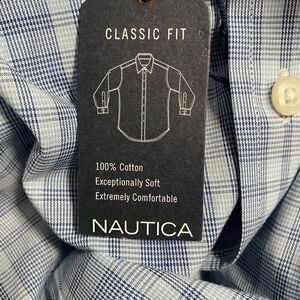 CLASSIC FIT
100% Cotton
Exceptionally Soft
Extremely Comfortable
NAUTICA